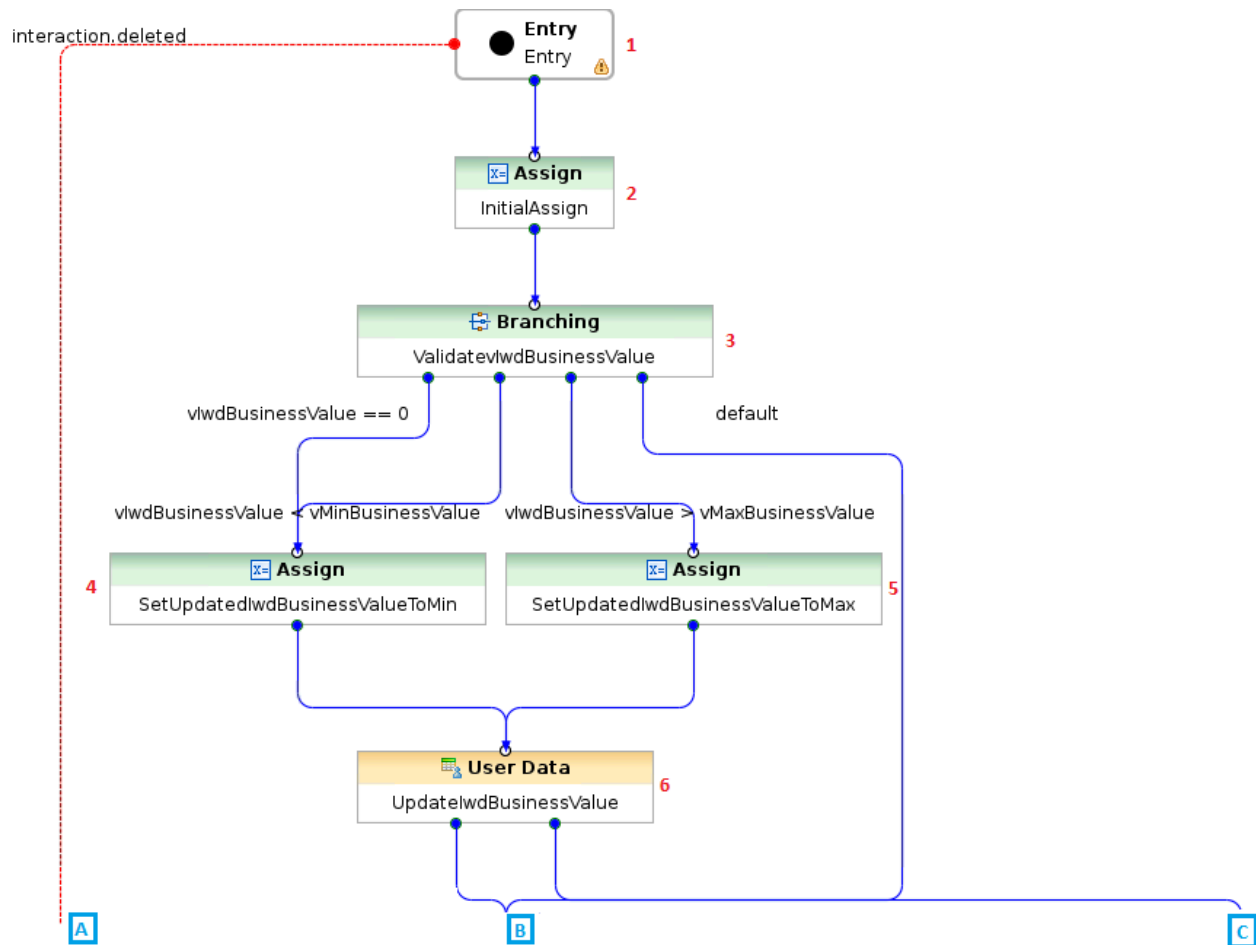 interaction.deleted
Entry
Entry
1
x= Assign
InitialAssign
2
Branching
ValidatevIwdBusinessValue
3
vIwdBusinessValue == 0
default
vIwdBusinessValue < vMinBusinessValue
vIwdBusinessValue > vMaxBusinessValue
4
x= Assign
SetUpdatedIwdBusinessValueToMin
x= Assign
SetUpdatedIwdBusinessValueToMax
5
User Data
UpdateIwdBusinessValue
6
A
B
C